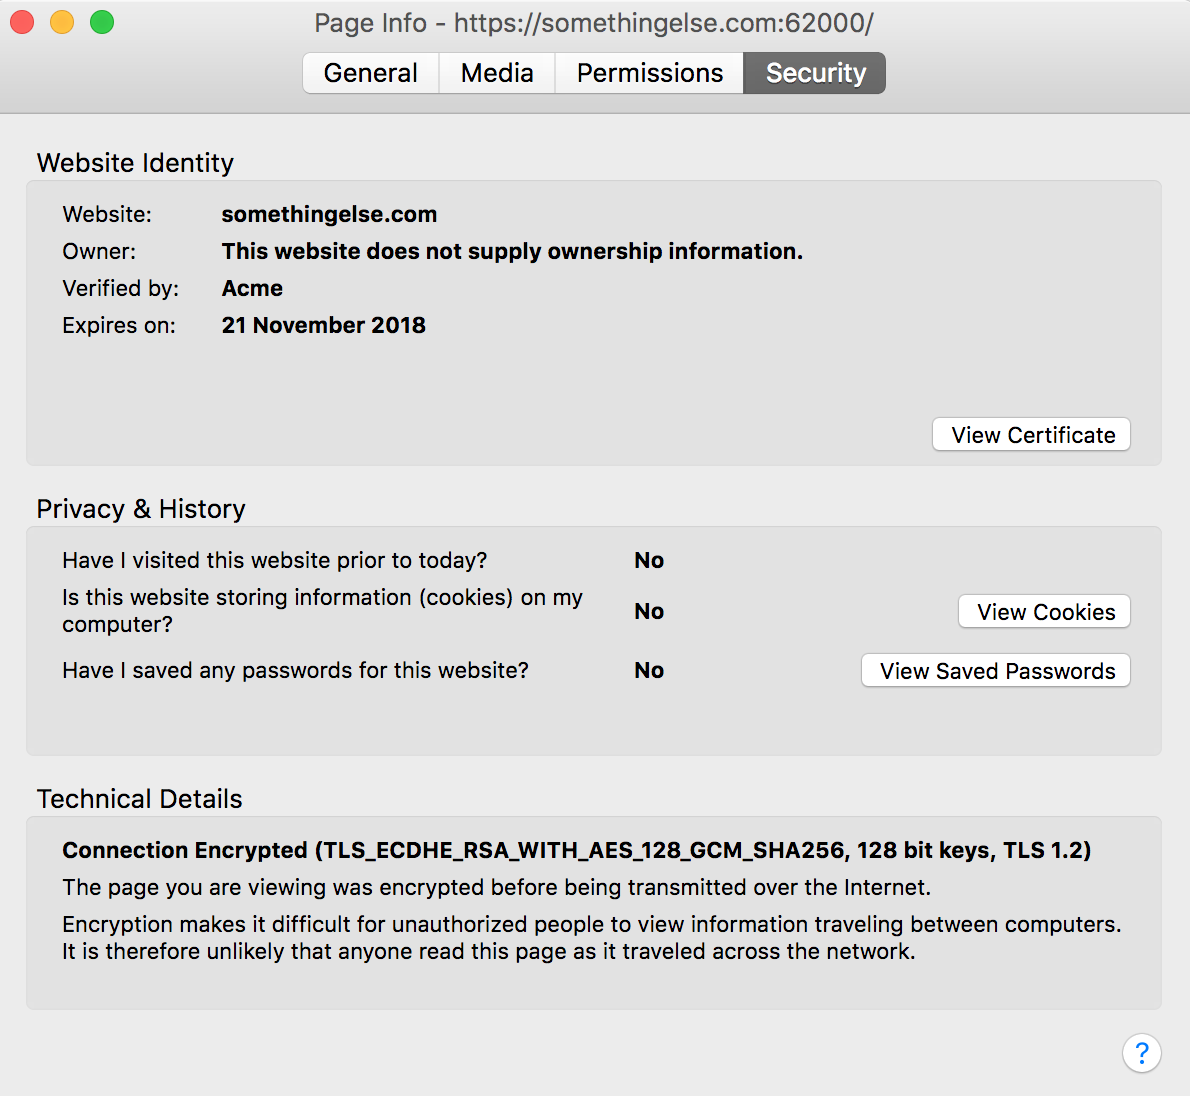 Page Info - https://somethingelse.com:62000/
General Media Permissions Security
Website Identity
Website: somethingelse.com
Owner: This website does not supply ownership information.
Verified by: Acme
Expires on: 21 November 2018
View Certificate
Privacy & History
Have I visited this website prior to today? No
Is this website storing information (cookies) on my
computer? No View Cookies
Have I saved any passwords for this website? No View Saved Passwords
Technical Details
Connection Encrypted (TLS_ECDHE_RSA_WITH_AES_128_GCM_SHA256, 128 bit keys, TLS 1.2)
The page you are viewing was encrypted before being transmitted over the Internet.
Encryption makes it difficult for unauthorized people to view information traveling between computers.
It is therefore unlikely that anyone read this page as it traveled across the network.
?